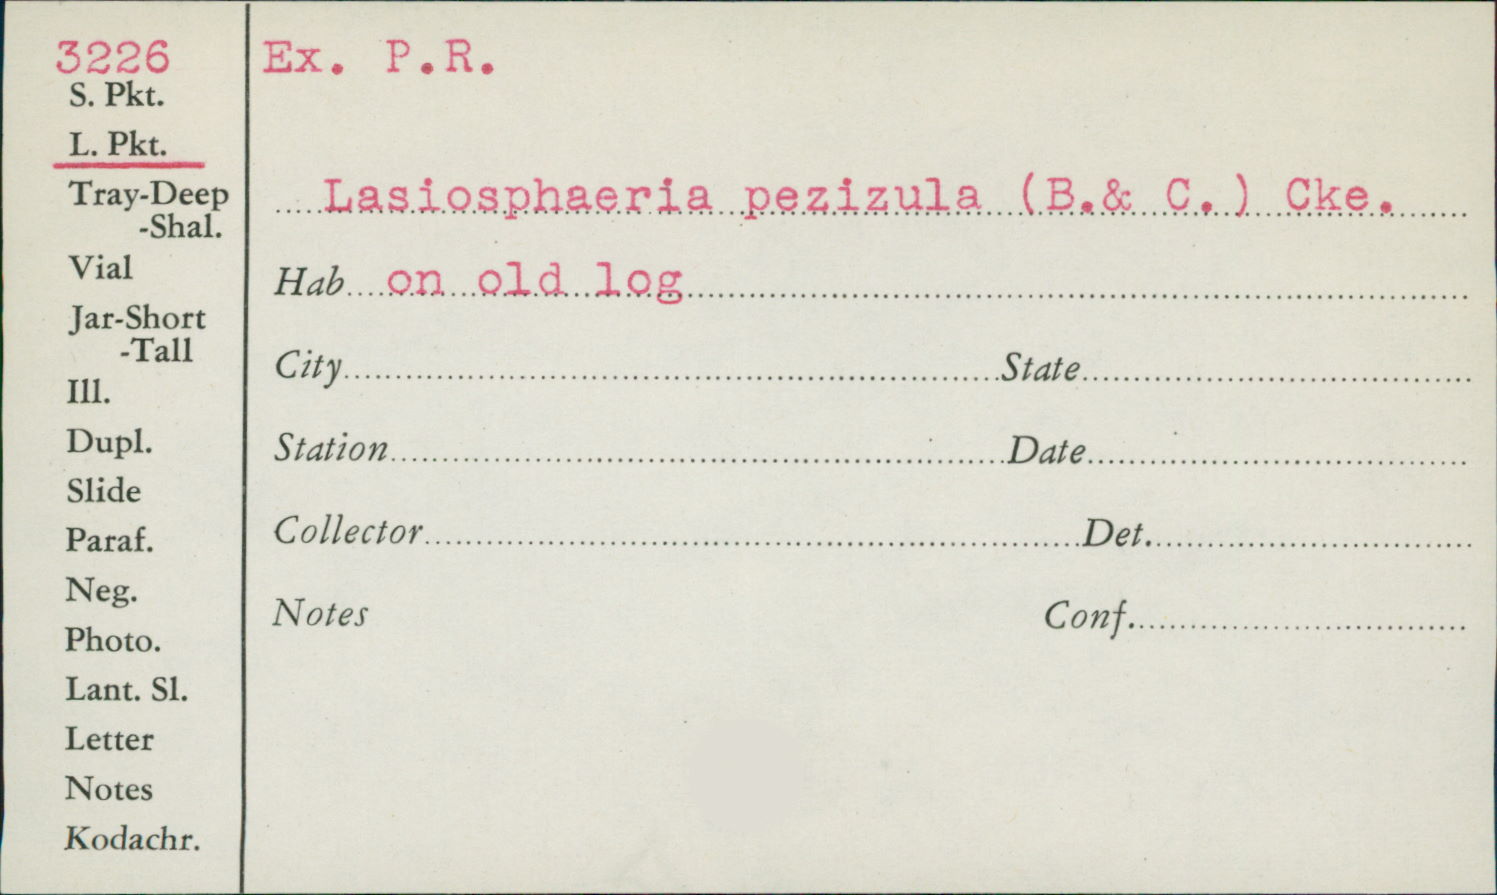 3226
S. Pkt.
L. Pkt.
Tray-Deep
-Shal.
Vial
Jar-Short
-Tall
Ill.
Dupl.
Slide
Paraf.
Neg.
Photo.
Lant. Sl.
Letter
Notes
Kodachr.
Ex. P.R.
Lasiosphaeria pezizula (B.& C.) Cke.
Hab on old log
City State
Station Date
Collector Det.
Notes Conf.